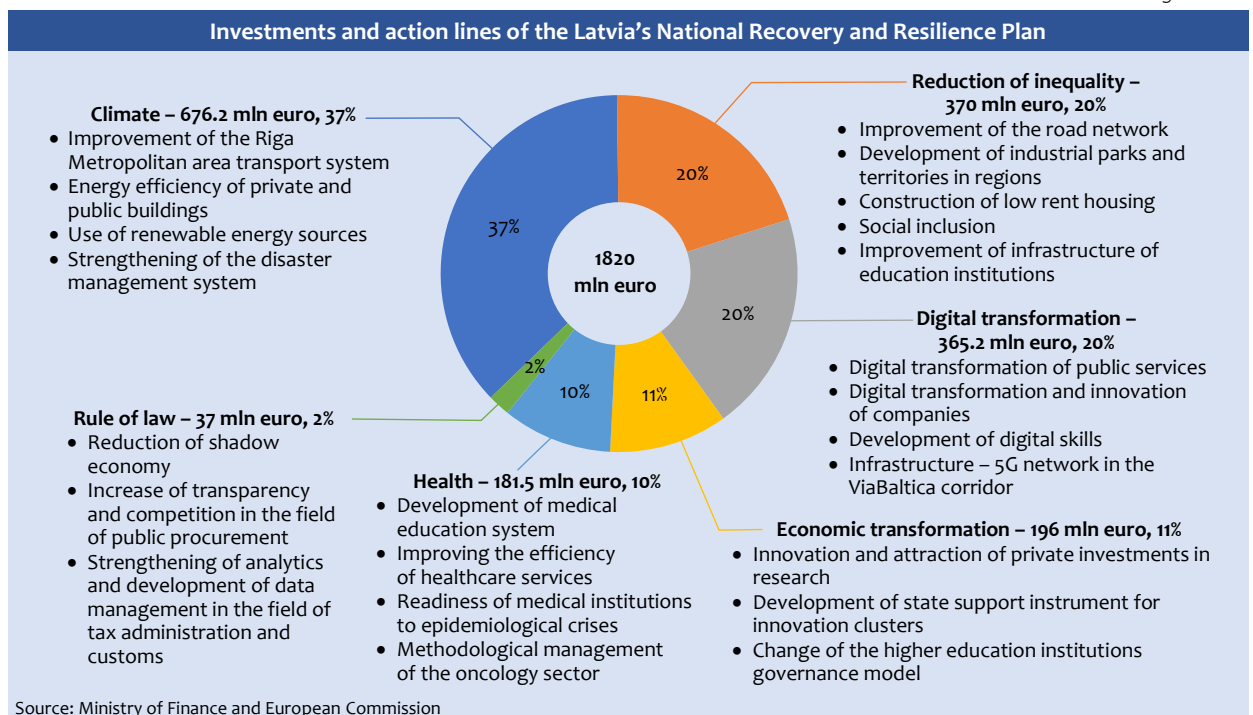 Investments and action lines of the Latvia's National Recovery and Resilience Plan
Climate – 676.2 mln euro, 37%
• Improvement of the Riga
Metropolitan area transport system
• Energy efficiency of private and
public buildings
• Use of renewable energy sources
• Strengthening of the disaster
management system
Reduction of inequality –
370 mln euro, 20%
• Improvement of the road network
• Development of industrial parks and
territories in regions
• Construction of low rent housing
• Social inclusion
• Improvement of infrastructure of
education institutions
20%
37%
1820
mln euro
20%
2%
10%
11%
Digital transformation –
365.2 mln euro, 20%
• Digital transformation of public services
• Digital transformation and innovation
of companies
• Development of digital skills
• Infrastructure – 5G network in the
ViaBaltica corridor
Rule of law – 37 mln euro, 2%
• Reduction of shadow
economy
• Increase of transparency
and competition in the field
of public procurement
• Strengthening of analytics
and development of data
management in the field of
tax administration and
customs
Health – 181.5 mln euro, 10%
• Development of medical
education system
• Improving the efficiency
of healthcare services
• Readiness of medical institutions
to epidemiological crises
• Methodological management
of the oncology sector
Economic transformation – 196 mln euro, 11%
• Innovation and attraction of private investments in
research
• Development of state support instrument for
innovation clusters
• Change of the higher education institutions
governance model
Source: Ministry of Finance and European Commission